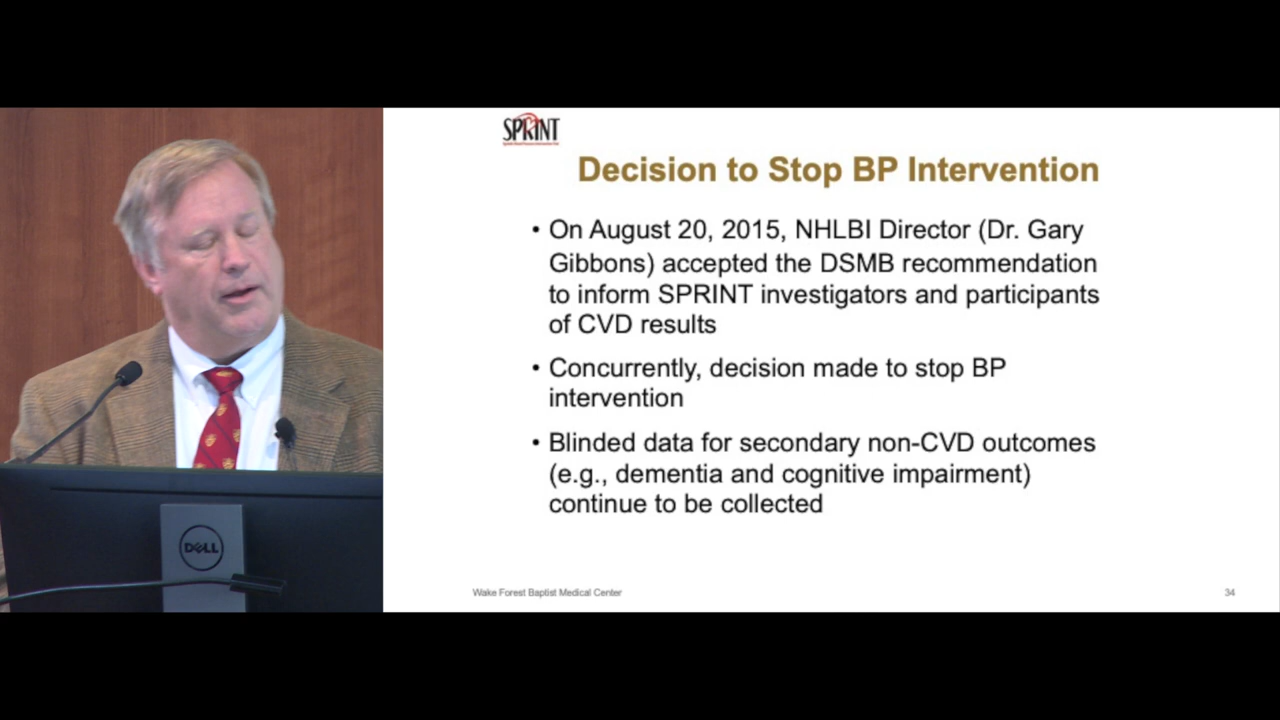 SPRINT
Decision to Stop BP Intervention
• On August 20, 2015, NHLBI Director (Dr. Gary
Gibbons) accepted the DSMB recommendation
to inform SPRINT investigators and participants
of CVD results
• Concurrently, decision made to stop BP
intervention
• Blinded data for secondary non-CVD outcomes
(e.g., dementia and cognitive impairment)
continue to be collected
DELL
Wake Forest Baptist Medical Center
34